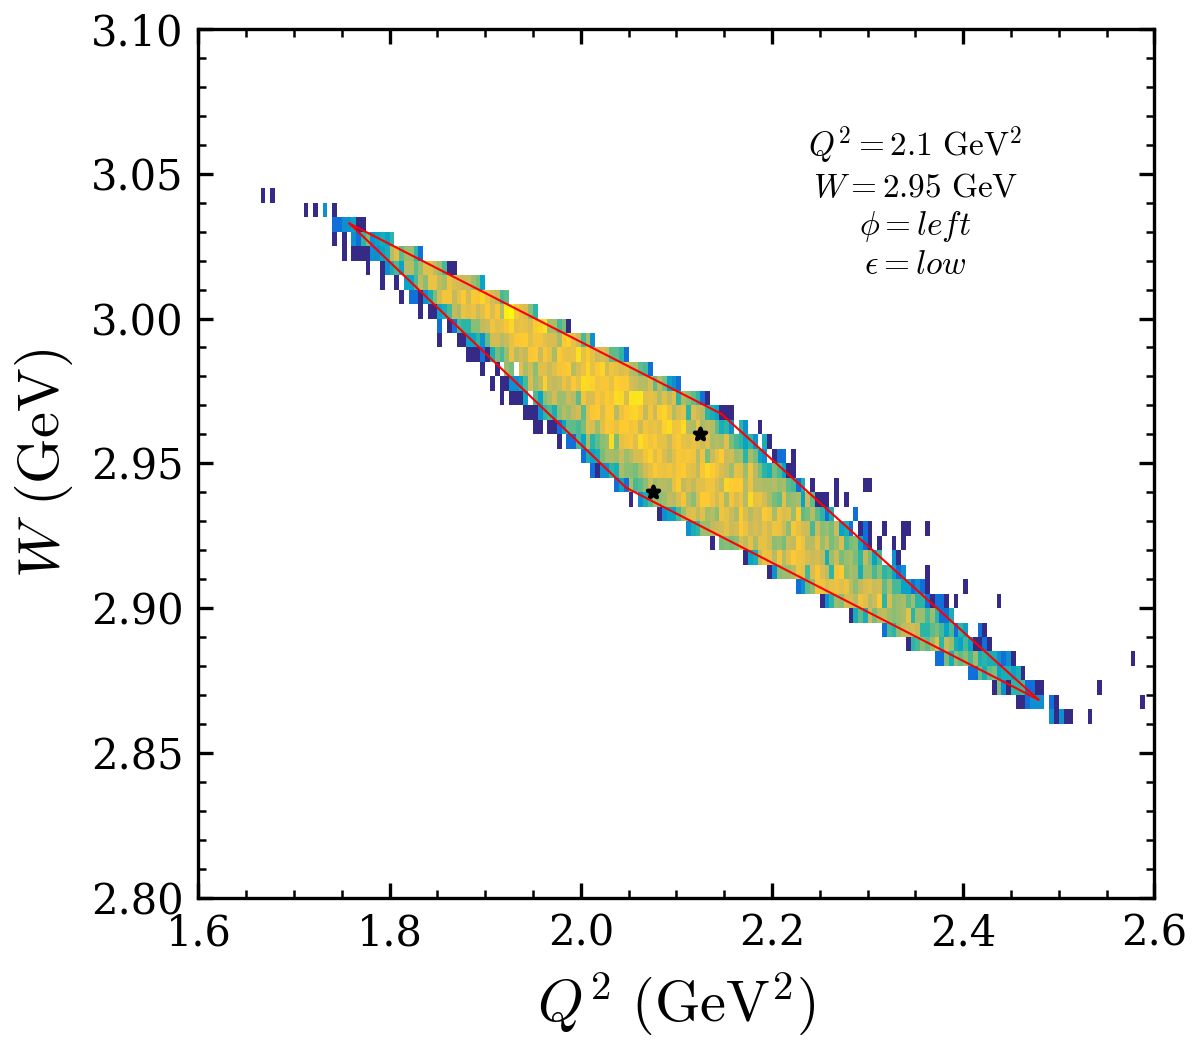 3.10
3.05
3.00
2.95
2.90
2.85
2.80
W (GeV)
Q² = 2.1 GeV²
W = 2.95 GeV
ϕ = left
ϵ = low
1.6 1.8 2.0 2.2 2.4 2.6
Q² (GeV²)